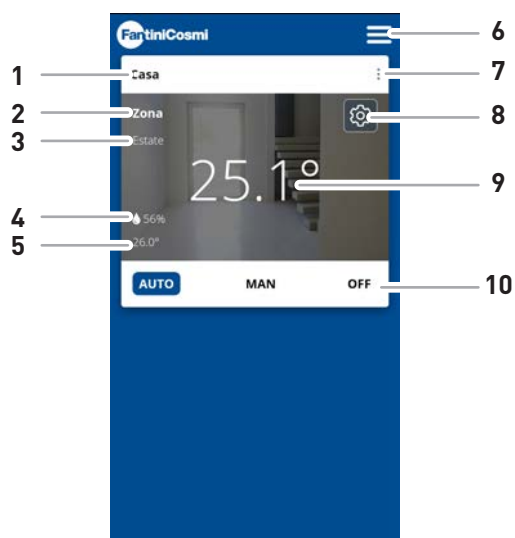 FantiniCosmi
6
1
Casa
7
2
Zona
8
3
Estate
25.1°
9
4
56%
5
26.0°
AUTO MAN OFF
10